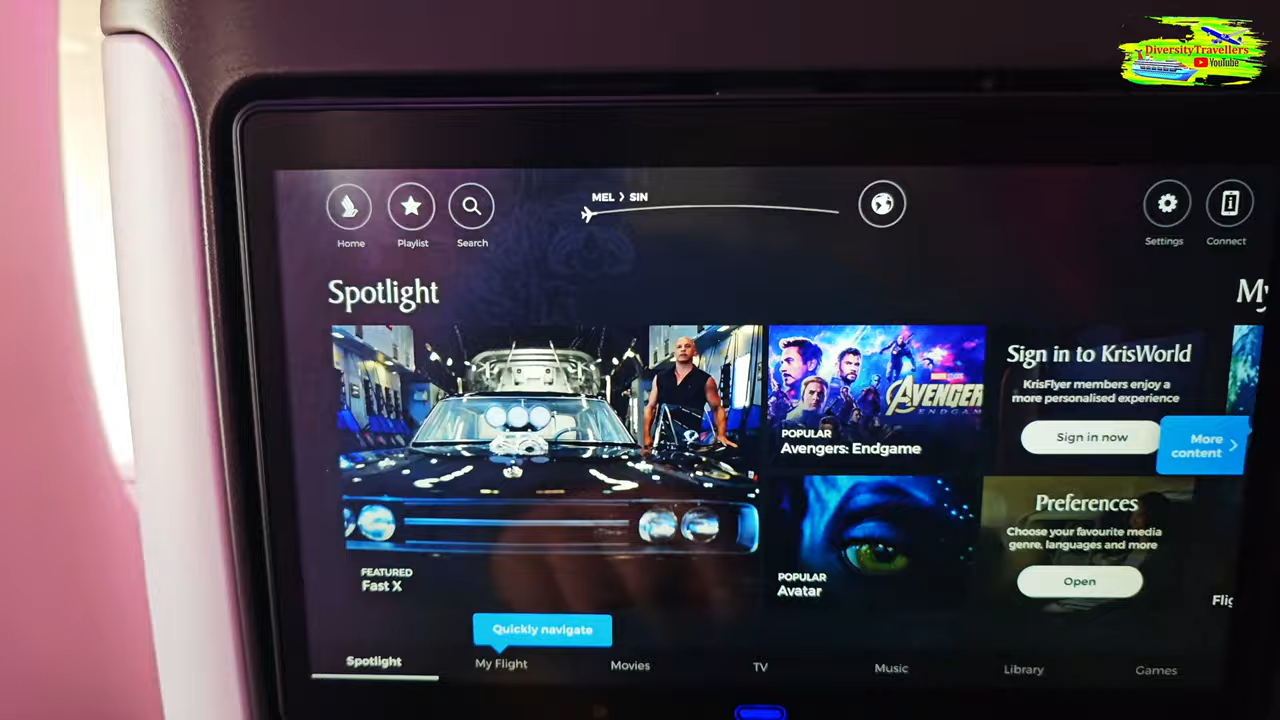 DiversityTravellers
YouTube
MEL > SIN
Home
Playlist
Search
Settings
Connect
Spotlight
My
AVENGERS
ENDGAME
POPULAR
Avengers: Endgame
Sign in to KrisWorld
KrisFlyer members enjoy a
more personalised experience
Sign in now
More
content
FEATURED
Fast X
POPULAR
Avatar
Preferences
Choose your favourite media
genre, languages and more
Open
Quickly navigate
Spotlight
My Flight
Movies
TV
Music
Library
Games